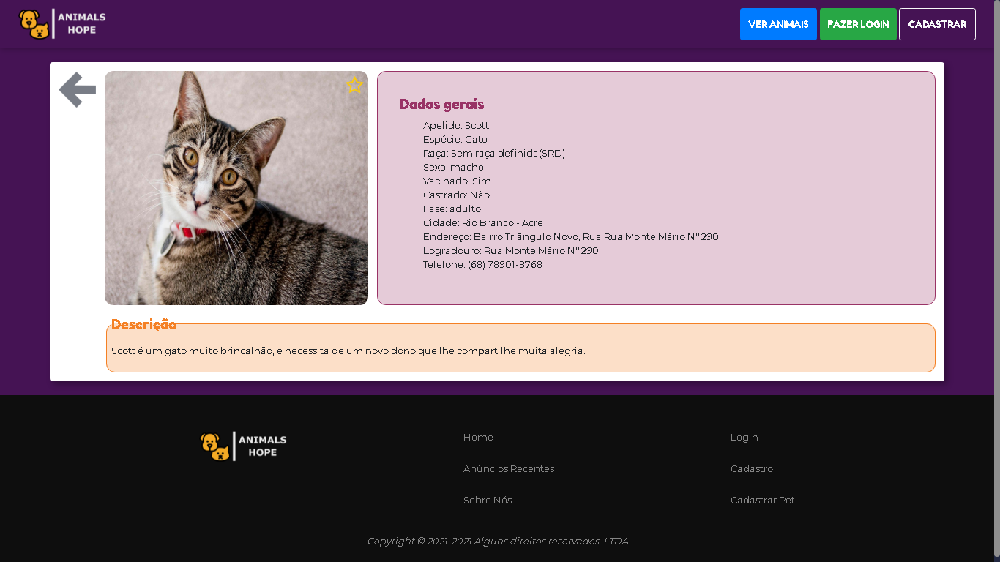 ANIMALS
HOPE
VER ANIMAIS
FAZER LOGIN
CADASTRAR
Dados gerais
Apelido: Scott
Espécie: Gato
Raça: Sem raça definida(SRD)
Sexo: macho
Vacinado: Sim
Castrado: Não
Fase: adulto
Cidade: Rio Branco - Acre
Endereço: Bairro Triângulo Novo, Rua Rua Monte Mário N°290
Logradouro: Rua Monte Mário N°290
Telefone: (68) 78901-8768
Descrição
Scott é um gato muito brincalhão, e necessita de um novo dono que lhe compartilhe muita alegria.
ANIMALS
HOPE
Home
Anúncios Recentes
Sobre Nós
Login
Cadastro
Cadastrar Pet
Copyright © 2021-2021 Alguns direitos reservados. LTDA